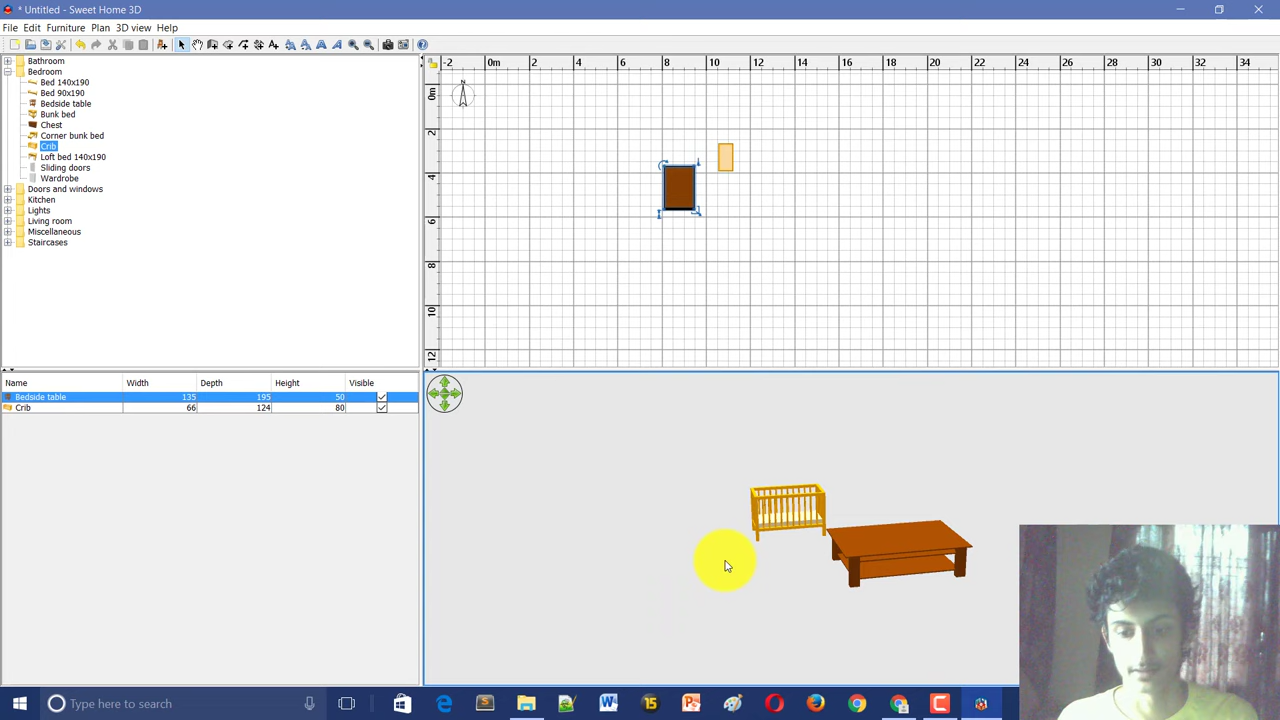 * Untitled - Sweet Home 3D
File Edit Furniture Plan 3D view Help
Bathroom
Bedroom
Bed 140x190
Bed 90x190
Bedside table
Bunk bed
Chest
Corner bunk bed
Crib
Loft bed 140x190
Sliding doors
Wardrobe
Doors and windows
Kitchen
Lights
Living room
Miscellaneous
Staircases
-2 0m 2 4 6 8 10 12 14 16 18 20 22 24 26 28 30 32 34
0m
2
4
6
8
10
12
N
Name Width Depth Height Visible
Bedside table 135 195 50
Crib 66 124 80
Type here to search
15